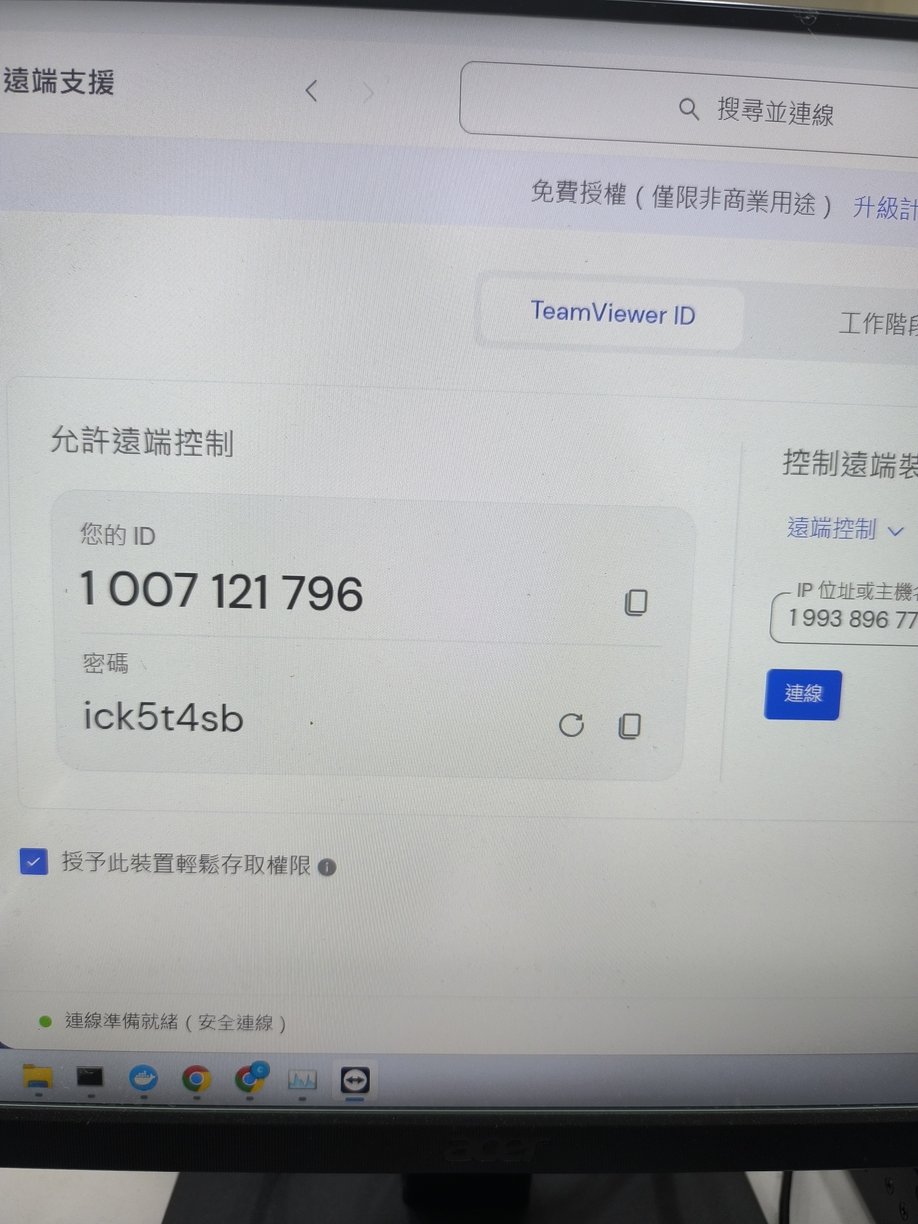 遠端支援
搜尋並連線
免費授權（僅限非商業用途） 升級計
TeamViewer ID
工作階段
允許遠端控制
您的 ID
1 007 121 796
密碼
ick5t4sb
授予此裝置輕鬆存取權限
控制遠端裝
遠端控制
IP 位址或主機名
1 993 896 77
連線
連線準備就緒（安全連線）
acer